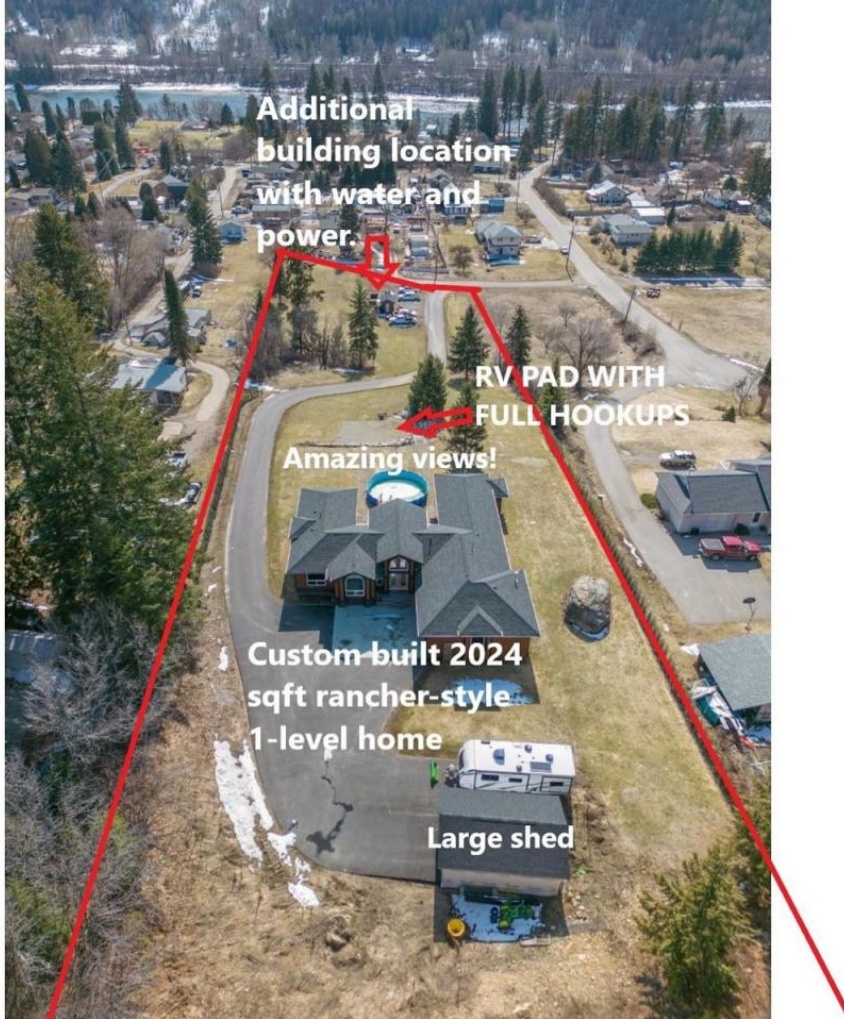 Additional
building location
with water and
power.
RV PAD WITH
FULL HOOKUPS
Amazing views!
Custom built 2024
sqft rancher-style
1-level home
Large shed